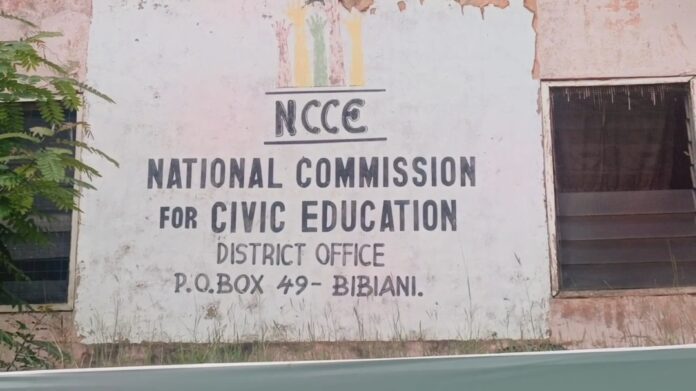 NCCE
NATIONAL COMMISSION
FOR CIVIC EDUCATION
DISTRICT OFFICE
P.O.BOX 49- BIBIANI.